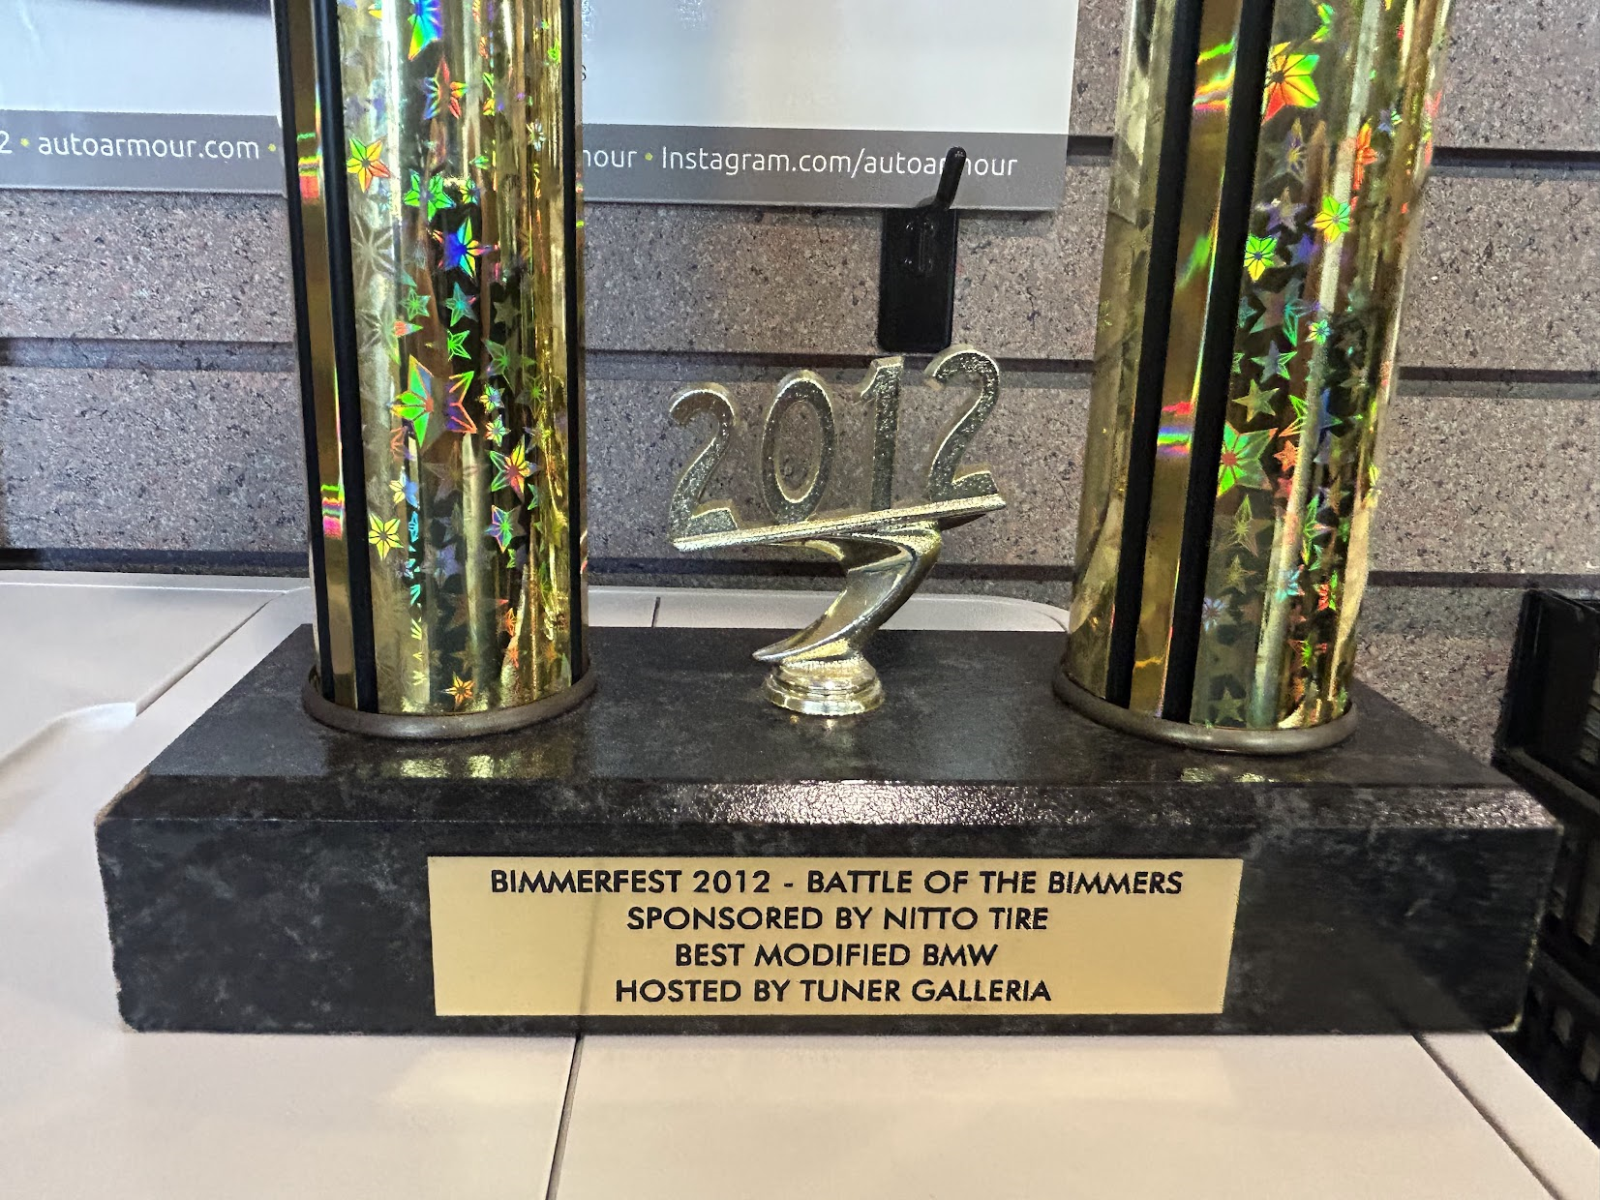 2 • autoarmour.com •
mour • Instagram.com/autoarmour
2012
BIMMERFEST 2012 - BATTLE OF THE BIMMERS
SPONSORED BY NITTO TIRE
BEST MODIFIED BMW
HOSTED BY TUNER GALLERIA